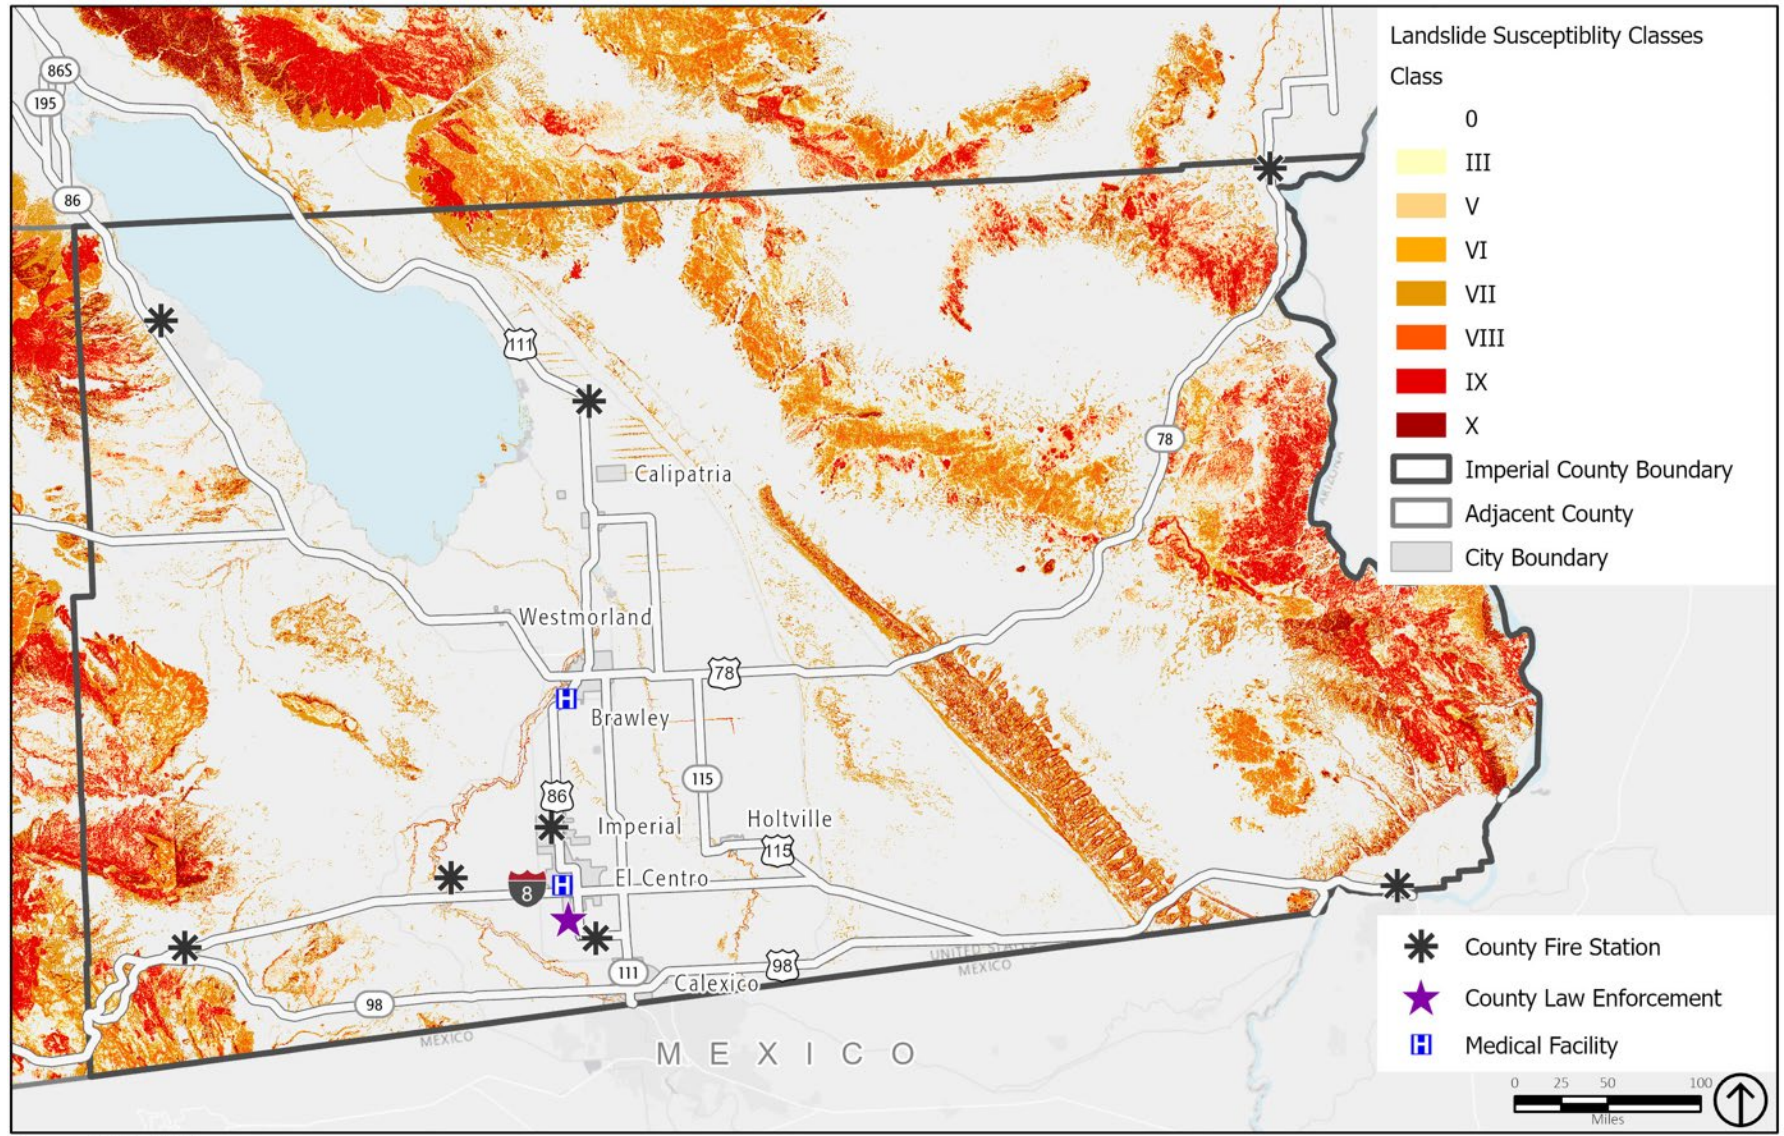 Landslide Susceptiblity Classes
Class
0
III
V
VI
VII
VIII
IX
X
Imperial County Boundary
Adjacent County
City Boundary
86S
195
86
111
78
ARIZONA
Calipatria
Westmorland
78
Brawley
115
86
Imperial
Holtville
115
El Centro
8
UNITED STATES
MEXICO
98
111
Calexico
98
MEXICO
MEXICO
County Fire Station
County Law Enforcement
H Medical Facility
H
H
0 25 50 100
Miles